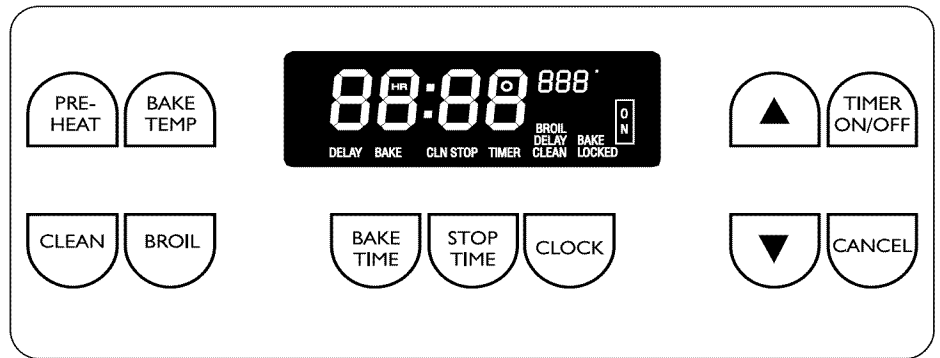 PRE-
HEAT
BAKE
TEMP
88:88
HR
888°
ON
BROIL
DELAY BAKE
CLEAN LOCKED
DELAY BAKE CLN STOP TIMER
▲
TIMER
ON/OFF
CLEAN
BROIL
BAKE
TIME
STOP
TIME
CLOCK
▼
CANCEL